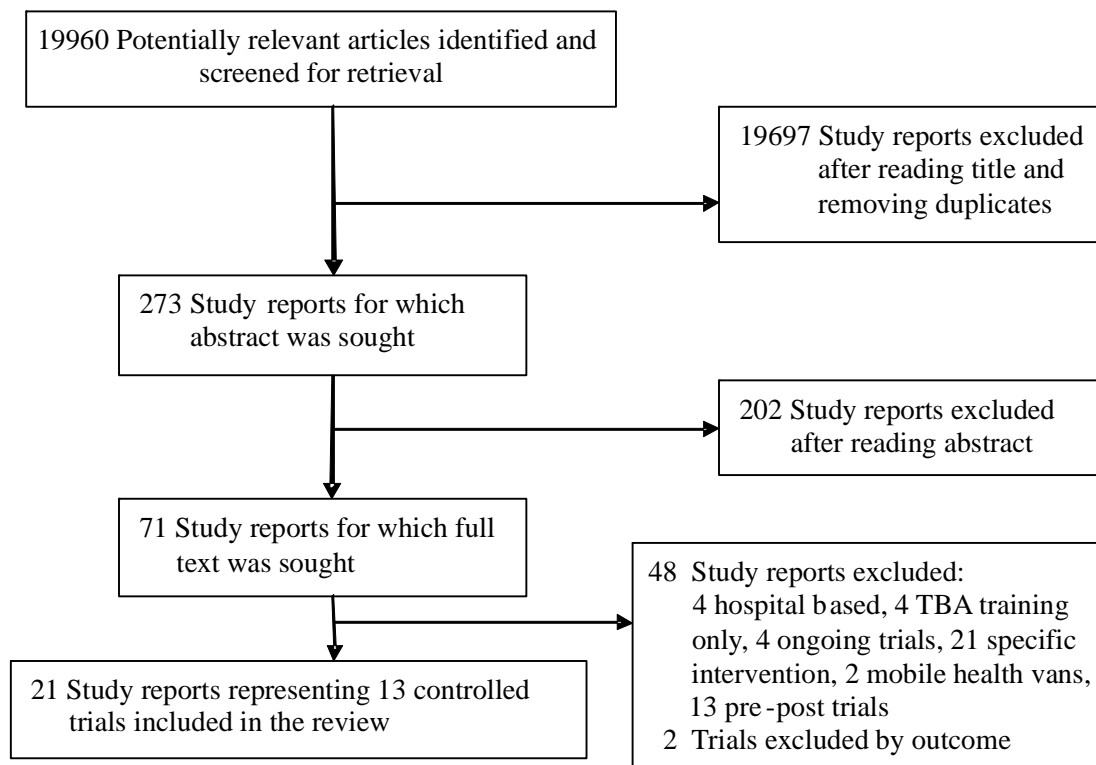 19960 Potentially relevant articles identified and
screened for retrieval
19697 Study reports excluded
after reading title and
removing duplicates
273 Study reports for which
abstract was sought
202 Study reports excluded
after reading abstract
71 Study reports for which full
text was sought
48 Study reports excluded:
4 hospital based, 4 TBA training
only, 4 ongoing trials, 21 specific
intervention, 2 mobile health vans,
13 pre-post trials
2 Trials excluded by outcome
21 Study reports representing 13 controlled
trials included in the review